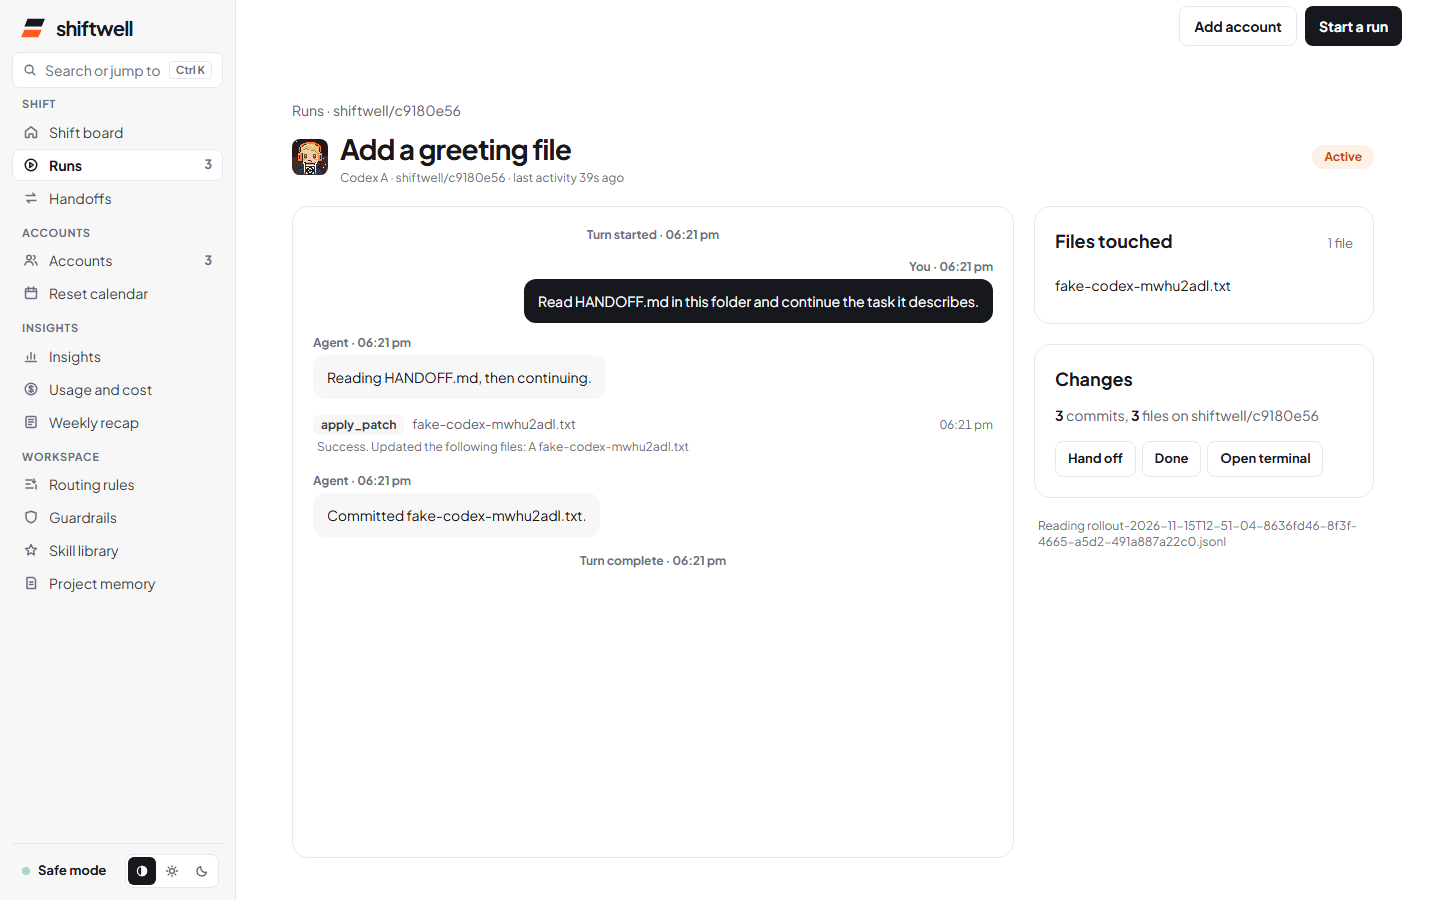 shiftwell
Search or jump to
Ctrl K
SHIFT
Shift board
Runs 3
Handoffs
ACCOUNTS
Accounts 3
Reset calendar
INSIGHTS
Insights
Usage and cost
Weekly recap
WORKSPACE
Routing rules
Guardrails
Skill library
Project memory
Safe mode
Add account
Start a run
Runs · shiftwell/c9180e56
Add a greeting file
Codex A · shiftwell/c9180e56 · last activity 39s ago
Active
Turn started · 06:21 pm
You · 06:21 pm
Read HANDOFF.md in this folder and continue the task it describes.
Agent · 06:21 pm
Reading HANDOFF.md, then continuing.
apply_patch fake-codex-mwhu2adl.txt 06:21 pm
Success. Updated the following files: A fake-codex-mwhu2adl.txt
Agent · 06:21 pm
Committed fake-codex-mwhu2adl.txt.
Turn complete · 06:21 pm
Files touched 1 file
fake-codex-mwhu2adl.txt
Changes
3 commits, 3 files on shiftwell/c9180e56
Hand off
Done
Open terminal
Reading rollout-2026-11-15T12-51-04-8636fd46-8f3f-
4665-a5d2-491a887a22c0.jsonl